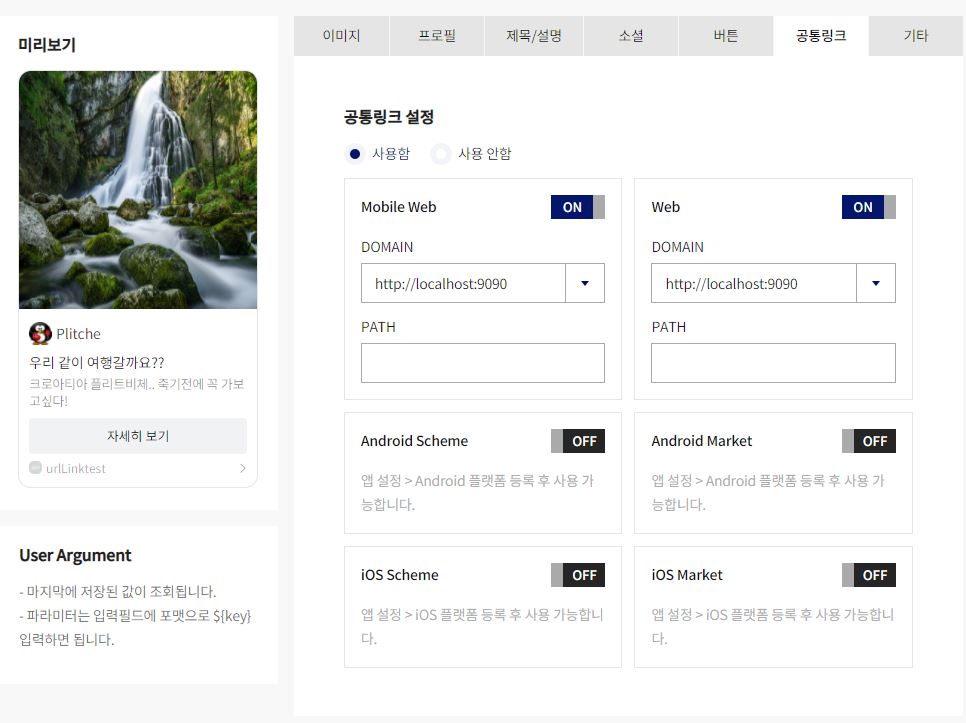 미리보기
Plitche
우리 같이 여행갈까요??
크로아티아 플리트비체.. 죽기전에 꼭 가보
고싶다!
자세히 보기
urlLinktest
User Argument
- 마지막에 저장된 값이 조회됩니다.
- 파라미터는 입력필드에 포맷으로 ${key}
입력하면 됩니다.
이미지 프로필 제목/설명 소셜 버튼 공통링크 기타
공통링크 설정
사용함 사용 안함
Mobile Web ON
DOMAIN
http://localhost:9090
PATH
Web ON
DOMAIN
http://localhost:9090
PATH
Android Scheme OFF
앱 설정 > Android 플랫폼 등록 후 사용 가
능합니다.
Android Market OFF
앱 설정 > Android 플랫폼 등록 후 사용 가
능합니다.
iOS Scheme OFF
앱 설정 > iOS 플랫폼 등록 후 사용 가능합니
다.
iOS Market OFF
앱 설정 > iOS 플랫폼 등록 후 사용 가능합니
다.